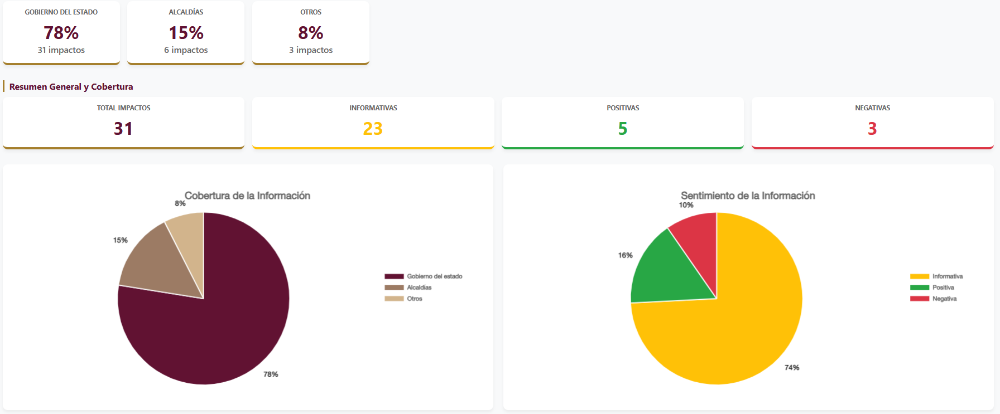 GOBIERNO DEL ESTADO
78%
31 impactos
ALCALDÍAS
15%
6 impactos
OTROS
8%
3 impactos
Resumen General y Cobertura
TOTAL IMPACTOS
31
INFORMATIVAS
23
POSITIVAS
5
NEGATIVAS
3
Cobertura de la Información
8%
15%
78%
Gobierno del estado
Alcaldías
Otros
Sentimiento de la Información
10%
16%
74%
Informativa
Positiva
Negativa